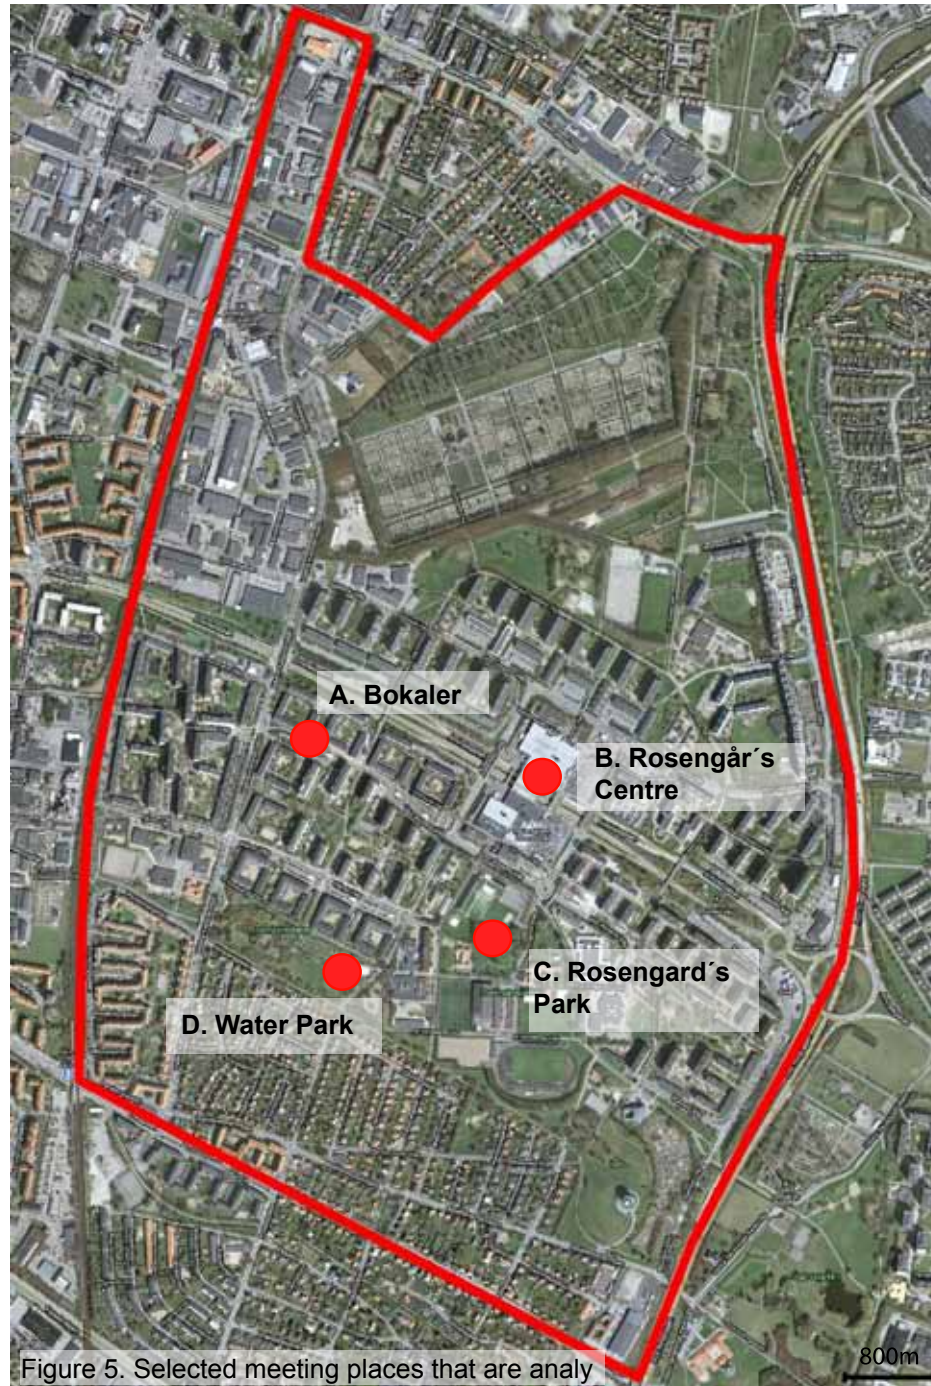 A. Bokaler
B. Rosengår´s
Centre
C. Rosengard´s
Park
D. Water Park
Figure 5. Selected meeting places that are analy
800m